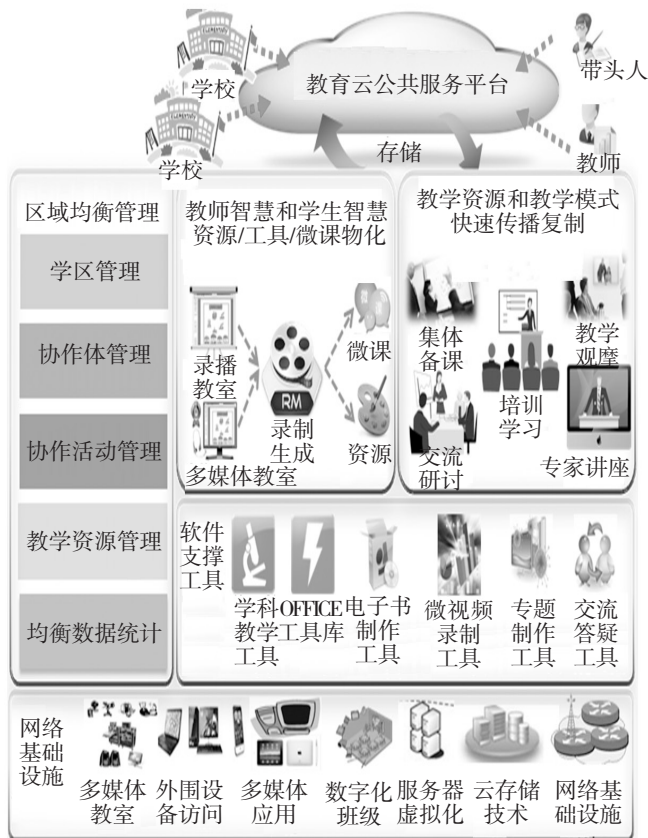 学校
学校
教育云公共服务平台
带头人
教师
存储
区域均衡管理
学区管理
协作体管理
协作活动管理
教学资源管理
均衡数据统计
教师智慧和学生智慧
资源/工具/微课物化
录播
教室
多媒体教室
RM
录制
生成
微课
资源
教学资源和教学模式
快速传播复制
集体
备课
教学
观摩
培训
学习
交流
研讨
专家讲座
软件
支撑
工具
学科
教学
工具
OFFICE
工具库
电子书
制作
工具
微视频
录制
工具
专题
制作
工具
交流
答疑
工具
网络
基础
设施
多媒体
教室
外围设
备访问
多媒体
应用
数字化
班级
服务器
虚拟化
云存储
技术
网络基
础设施